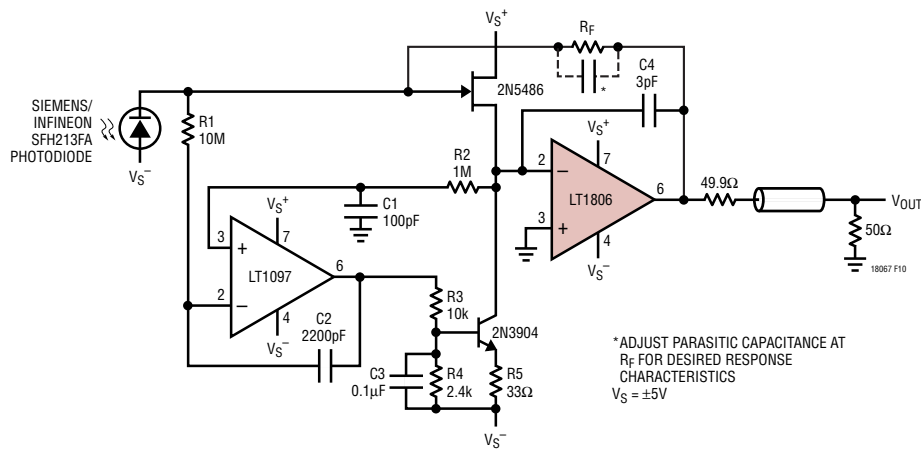 VS+
RF
C4
3pF
*
2N5486
SIEMENS/
INFINEON
SFH213FA
PHOTODIODE
VS–
R1
10M
R2
1M
C1
100pF
VS+
7
2
–
LT1806
6
3
+
4
VS–
49.9Ω
VOUT
50Ω
18067 F10
VS+
7
3
+
LT1097
6
2
–
4
VS–
C2
2200pF
R3
10k
2N3904
C3
0.1µF
R4
2.4k
R5
33Ω
VS–
*ADJUST PARASITIC CAPACITANCE AT
RF FOR DESIRED RESPONSE
CHARACTERISTICS
VS = ±5V